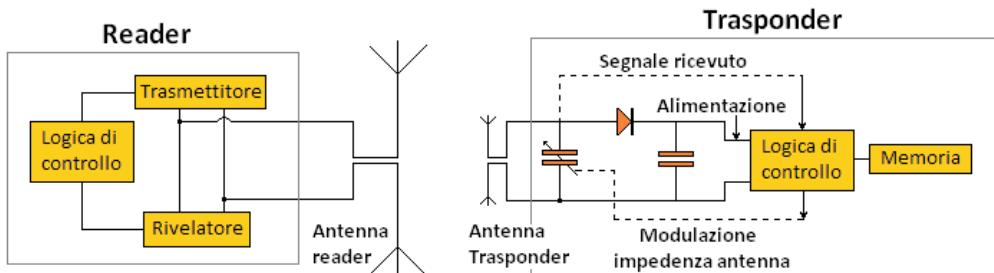 Reader
Trasmettitore
Logica di
controllo
Rivelatore
Antenna
reader
Trasponder
Segnale ricevuto
Alimentazione
Logica di
controllo
Memoria
Antenna
Trasponder
Modulazione
impedenza antenna